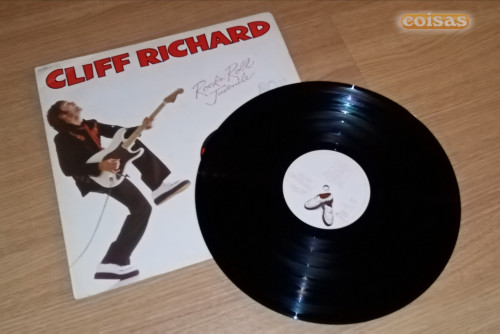 coisas
CLIFF RICHARD
Rock n Roll
Juvenile